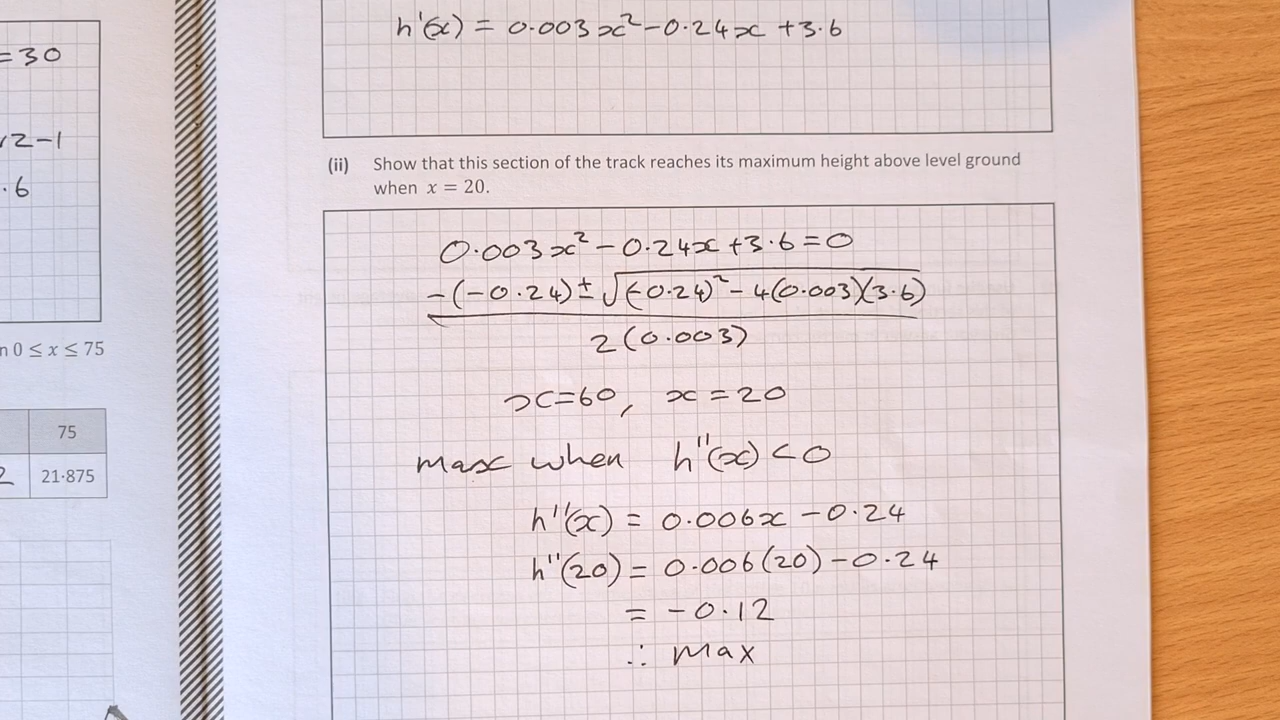 = 30
2 - 1
.6
n 0 ≤ x ≤ 75
75
2 21·875
h'(x) = 0.003x² - 0.24x + 3.6
(ii) Show that this section of the track reaches its maximum height above level ground
when x = 20.
0.003x² - 0.24x + 3.6 = 0
-(-0.24) ± √(-0.24)² - 4(0.003)(3.6)
2(0.003)
x = 60, x = 20
max when h''(x) < 0
h''(x) = 0.006x - 0.24
h''(20) = 0.006(20) - 0.24
= -0.12
∴ max